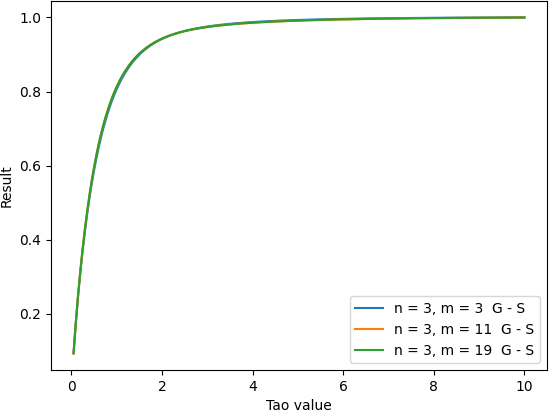 1.0
0.8
0.6
0.4
0.2
Result
0 2 4 6 8 10
Tao value
n = 3, m = 3 G - S
n = 3, m = 11 G - S
n = 3, m = 19 G - S